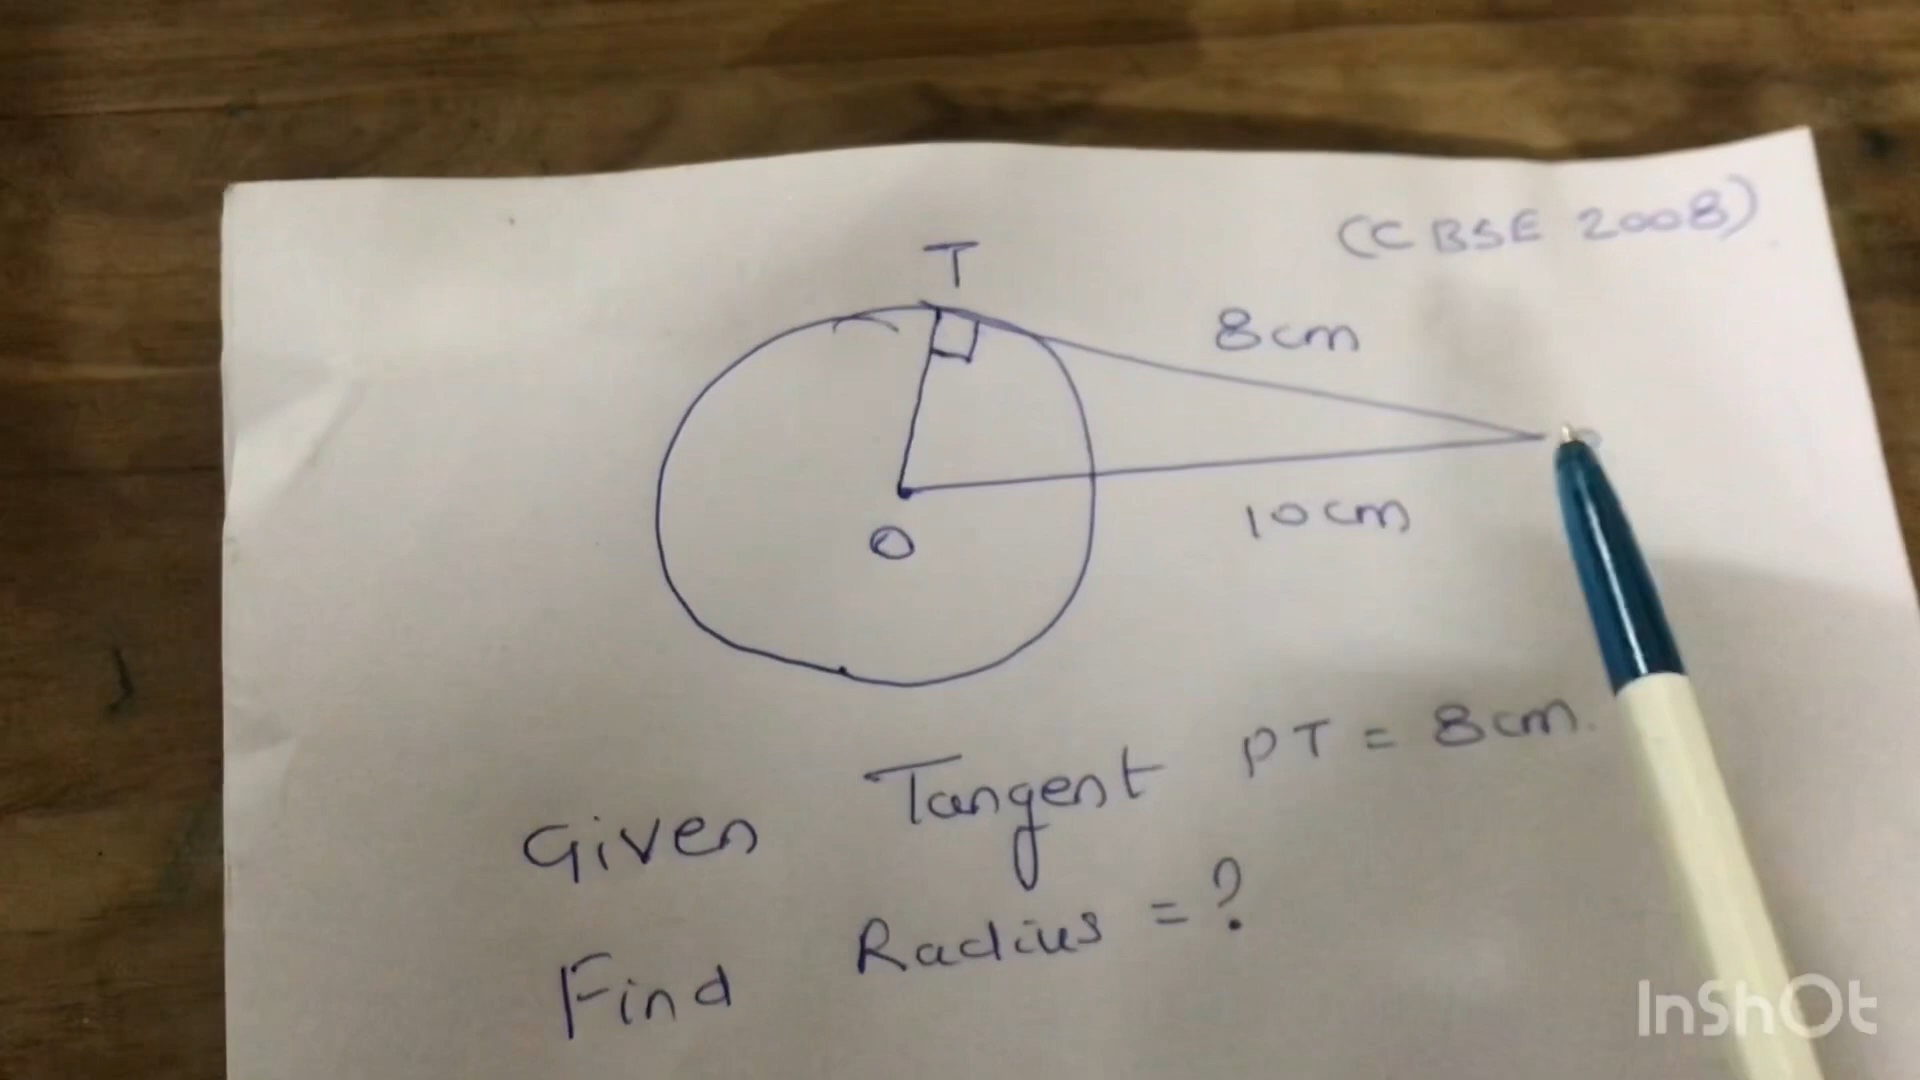 (CBSE 2008)
T
8cm
10cm
O
Given Tangent PT = 8cm.
Find Radius = ?
InShOt